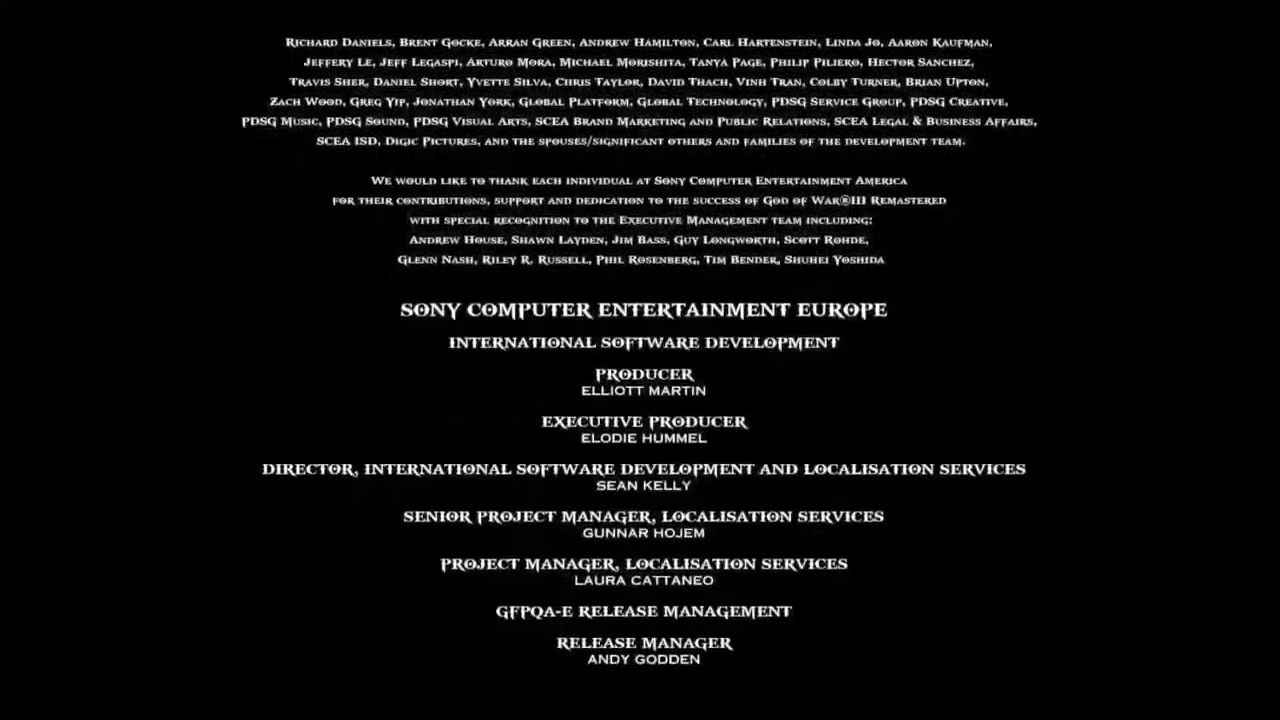 Richard Daniels, Brent Gocke, Arran Green, Andrew Hamilton, Carl Hartenstein, Linda Jo, Aaron Kaufman,
Jeffery Le, Jeff Legaspi, Arturo Mora, Michael Morishita, Tanya Page, Philip Piliero, Hector Sanchez,
Travis Sher, Daniel Short, Yvette Silva, Chris Taylor, David Thach, Vinh Tran, Colby Turner, Brian Upton,
Zach Wood, Greg Yip, Jonathan York, Global Platform, Global Technology, PDSG Service Group, PDSG Creative,
PDSG Music, PDSG Sound, PDSG Visual Arts, SCEA Brand Marketing and Public Relations, SCEA Legal & Business Affairs,
SCEA ISD, Digic Pictures, and the spouses/significant others and families of the development team.
We would like to thank each individual at Sony Computer Entertainment America
for their contributions, support and dedication to the success of God of War®III Remastered
with special recognition to the Executive Management team including:
Andrew House, Shawn Layden, Jim Bass, Guy Longworth, Scott Rohde,
Glenn Nash, Riley R. Russell, Phil Rosenberg, Tim Bender, Shuhei Yoshida
SONY COMPUTER ENTERTAINMENT EUROPE
INTERNATIONAL SOFTWARE DEVELOPMENT
PRODUCER
ELLIOTT MARTIN
EXECUTIVE PRODUCER
ELODIE HUMMEL
DIRECTOR, INTERNATIONAL SOFTWARE DEVELOPMENT AND LOCALISATION SERVICES
SEAN KELLY
SENIOR PROJECT MANAGER, LOCALISATION SERVICES
GUNNAR HOJEM
PROJECT MANAGER, LOCALISATION SERVICES
LAURA CATTANEO
GFPQA-E RELEASE MANAGEMENT
RELEASE MANAGER
ANDY GODDEN